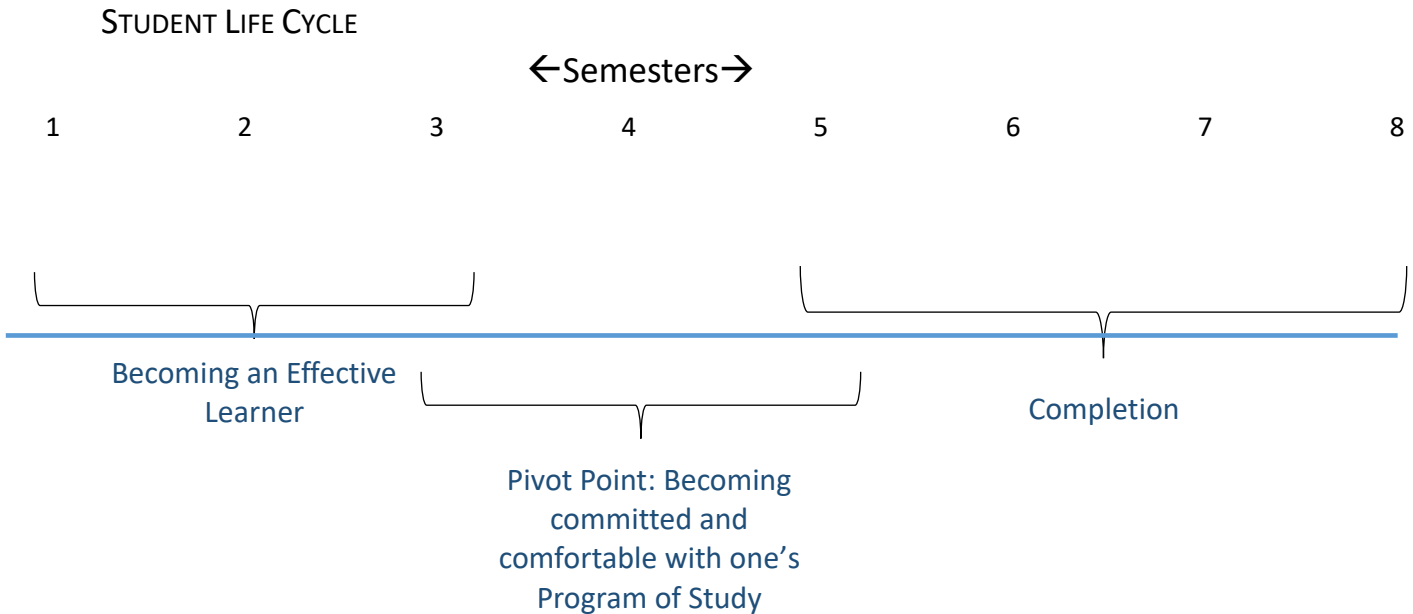 STUDENT LIFE CYCLE
←Semesters→
1 2 3 4 5 6 7 8
Becoming an Effective
Learner
Completion
Pivot Point: Becoming
committed and
comfortable with one’s
Program of Study